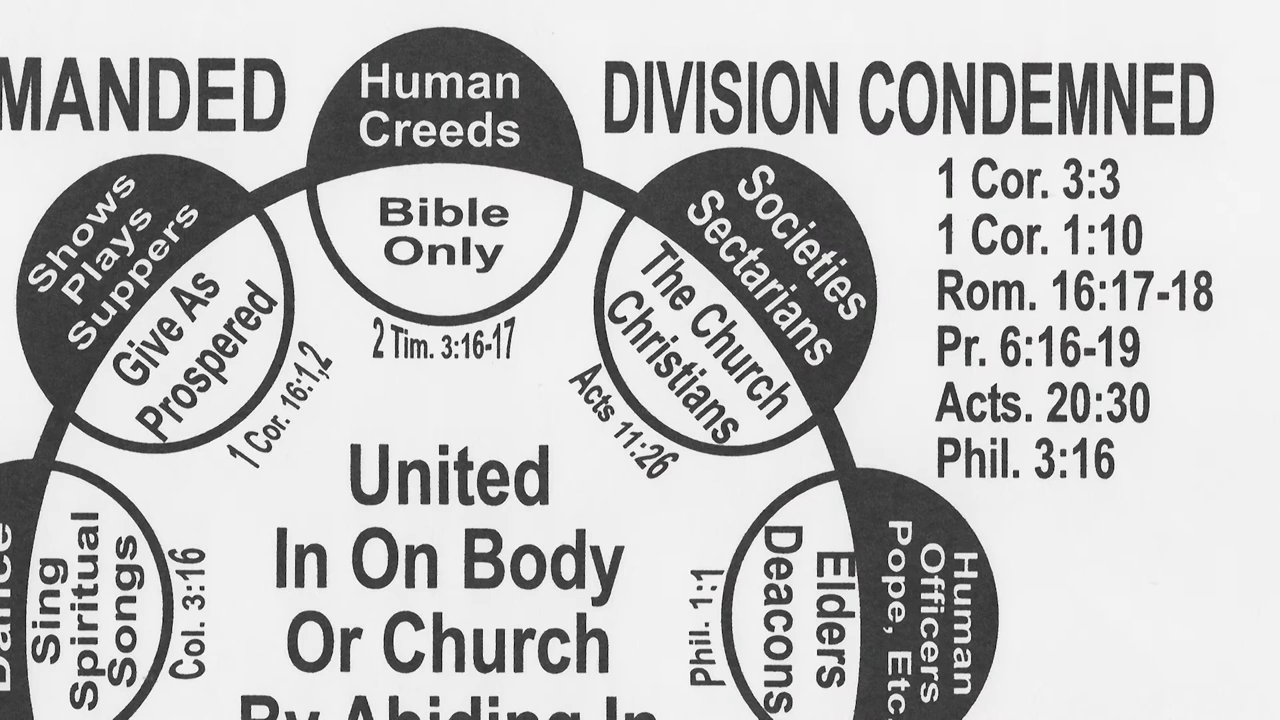 MANDED
DIVISION CONDEMNED
1 Cor. 3:3
1 Cor. 1:10
Rom. 16:17-18
Pr. 6:16-19
Acts. 20:30
Phil. 3:16
Human
Creeds
Bible
Only
2 Tim. 3:16-17
Shows
Plays
Suppers
Give As
Prospered
1 Cor. 16:1,2
Societies
Sectarians
The Church
Christians
Acts 11:26
Sing
Spiritual
Songs
Col. 3:16
Human
Officers
Pope, Etc.
Elders
Deacons
Phil. 1:1
United
In On Body
Or Church
By Abiding In